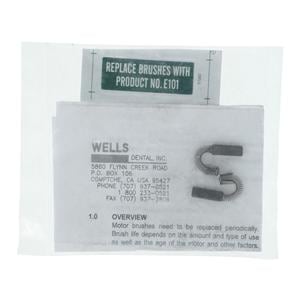 REPLACE BRUSHES WITH
PRODUCT NO. E101
WELLS
DENTAL, INC.
5860 FLYNN CREEK ROAD
P.O. BOX 106
COMPTCHE, CA USA 95427
PHONE (707) 937-0521
1 800 233-0521
FAX (707) 937-2809
1.0 OVERVIEW
Motor brushes need to be replaced periodically.
Brush life depends on the amount and type of use
as well as the age of the motor and other factors.